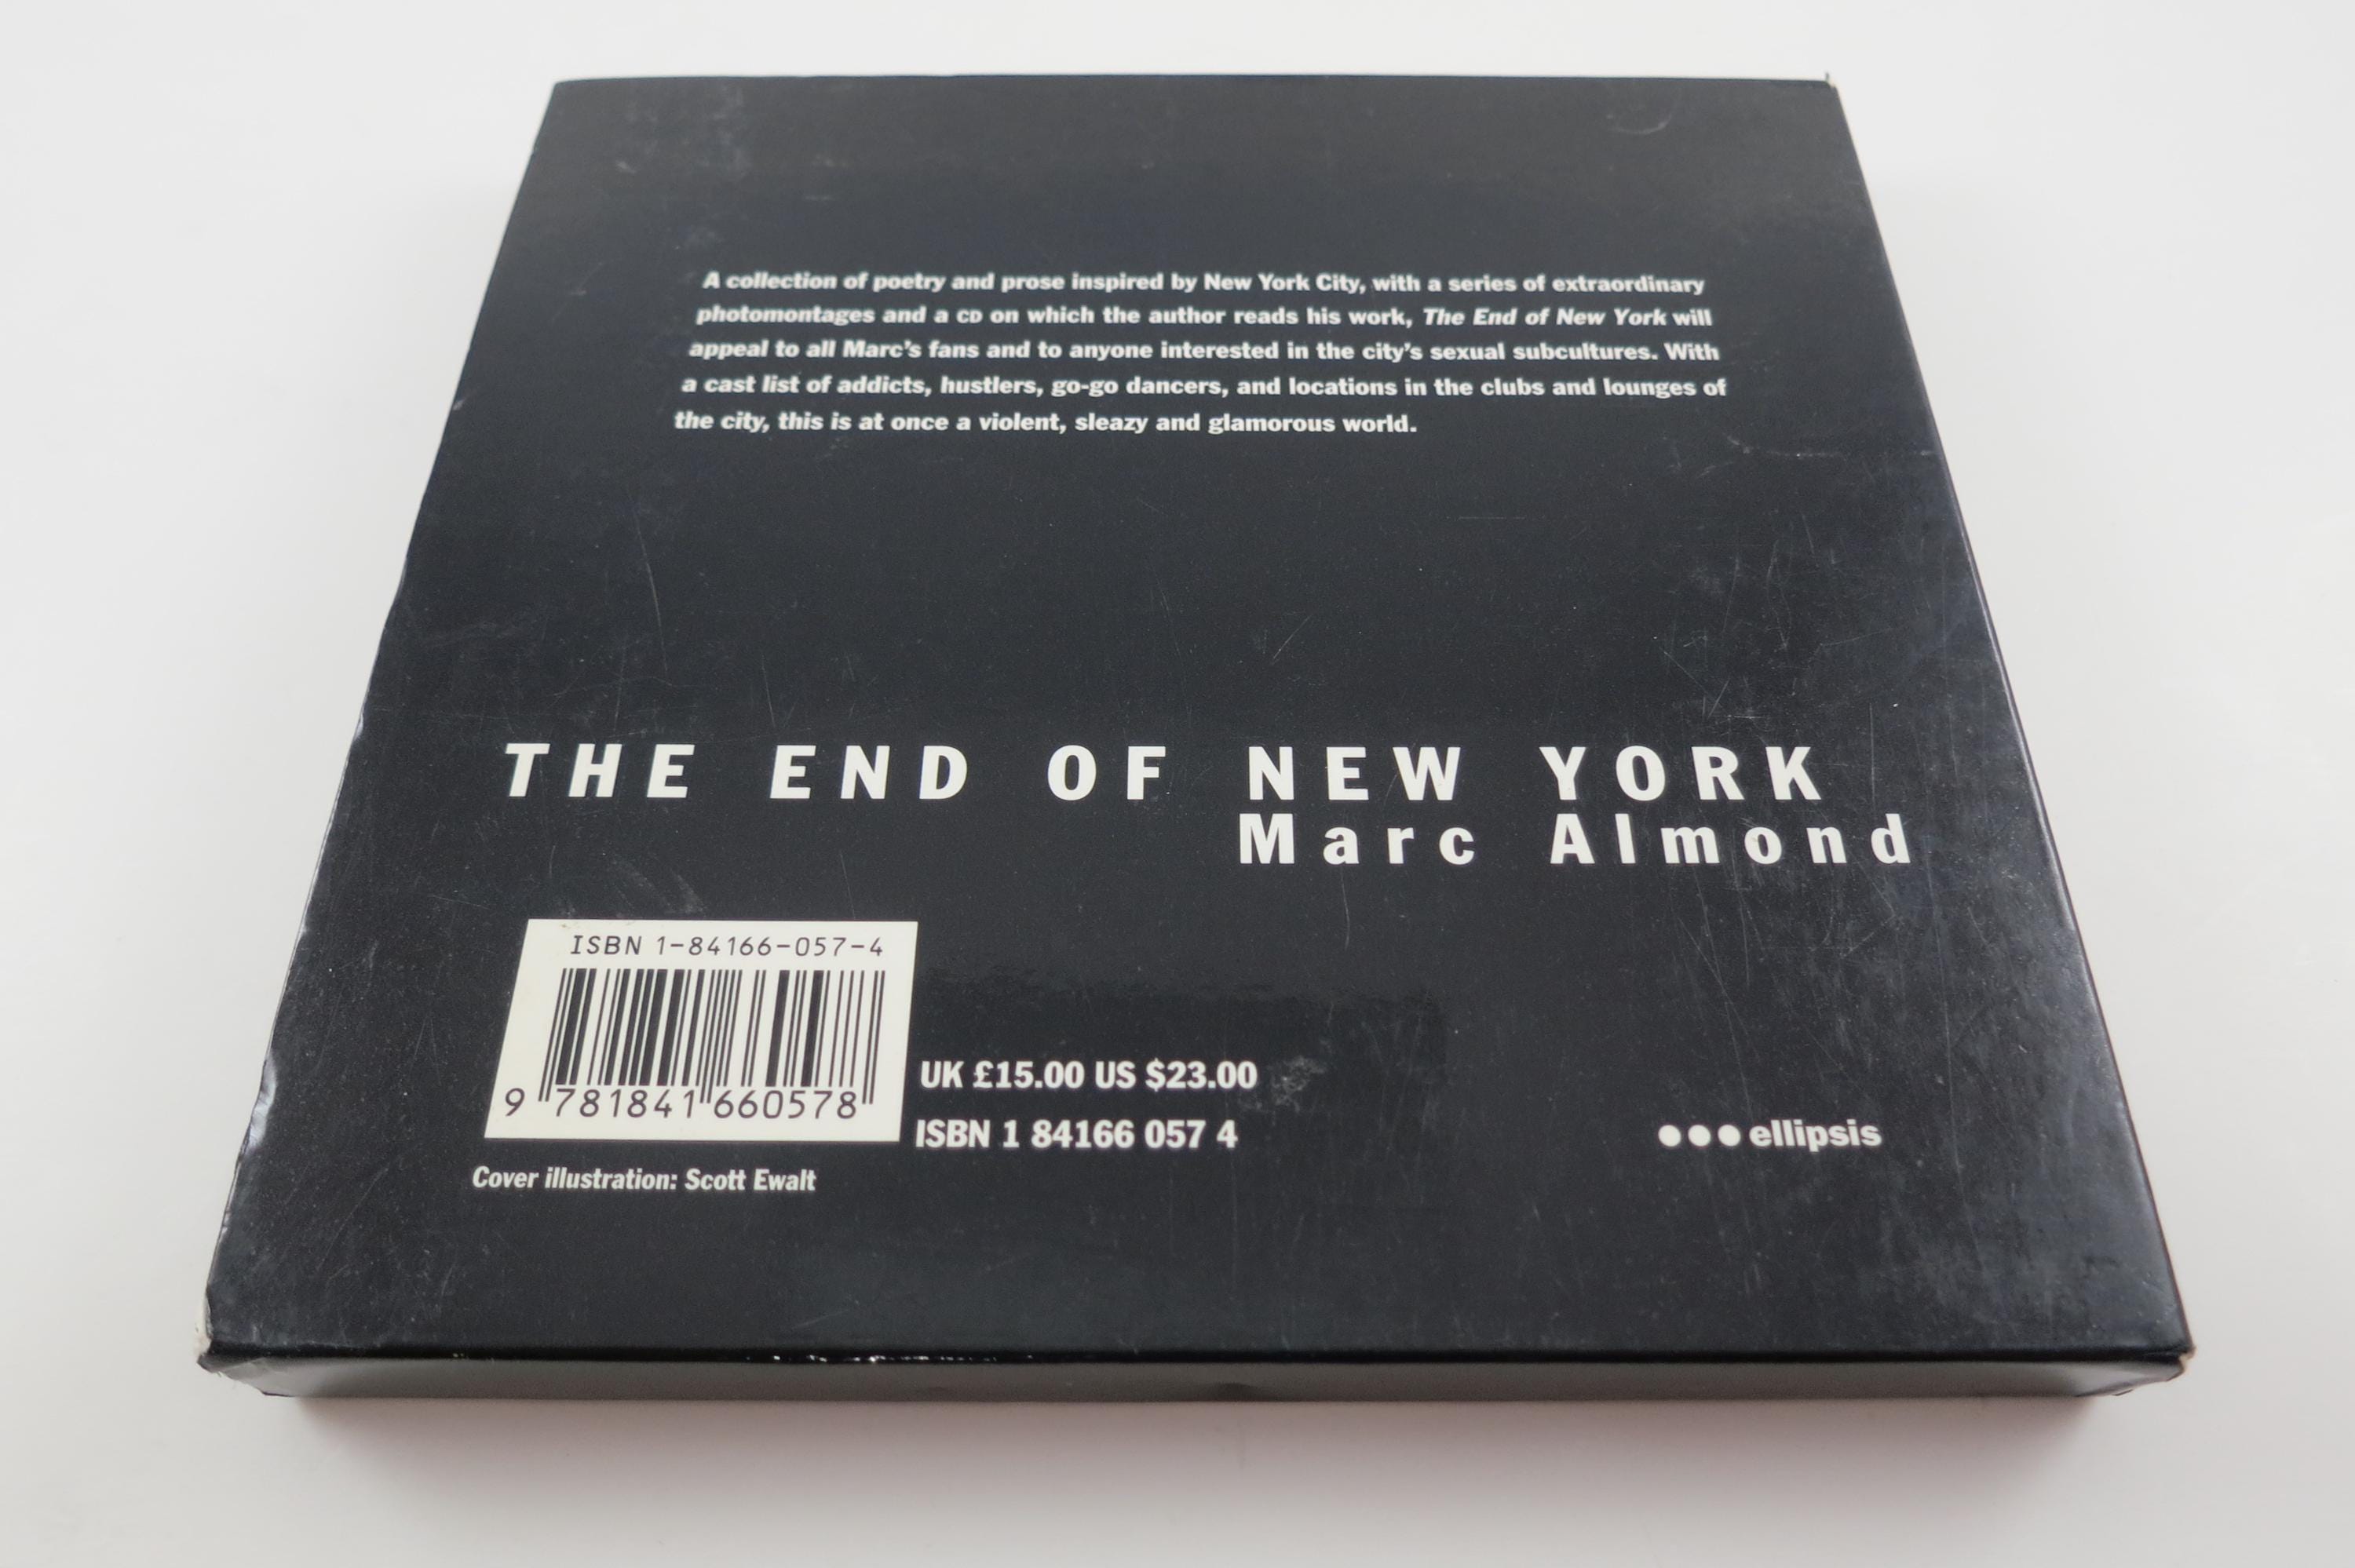 A collection of poetry and prose inspired by New York City, with a series of extraordinary
photomontages and a CD on which the author reads his work, The End of New York will
appeal to all Marc's fans and to anyone interested in the city's sexual subcultures. With
a cast list of addicts, hustlers, go-go dancers, and locations in the clubs and lounges of
the city, this is at once a violent, sleazy and glamorous world.
THE END OF NEW YORK
Marc Almond
ISBN 1-84166-057-4
9 781841 660578
UK £15.00 US $23.00
ISBN 1 84166 057 4
●●●ellipsis
Cover illustration: Scott Ewalt